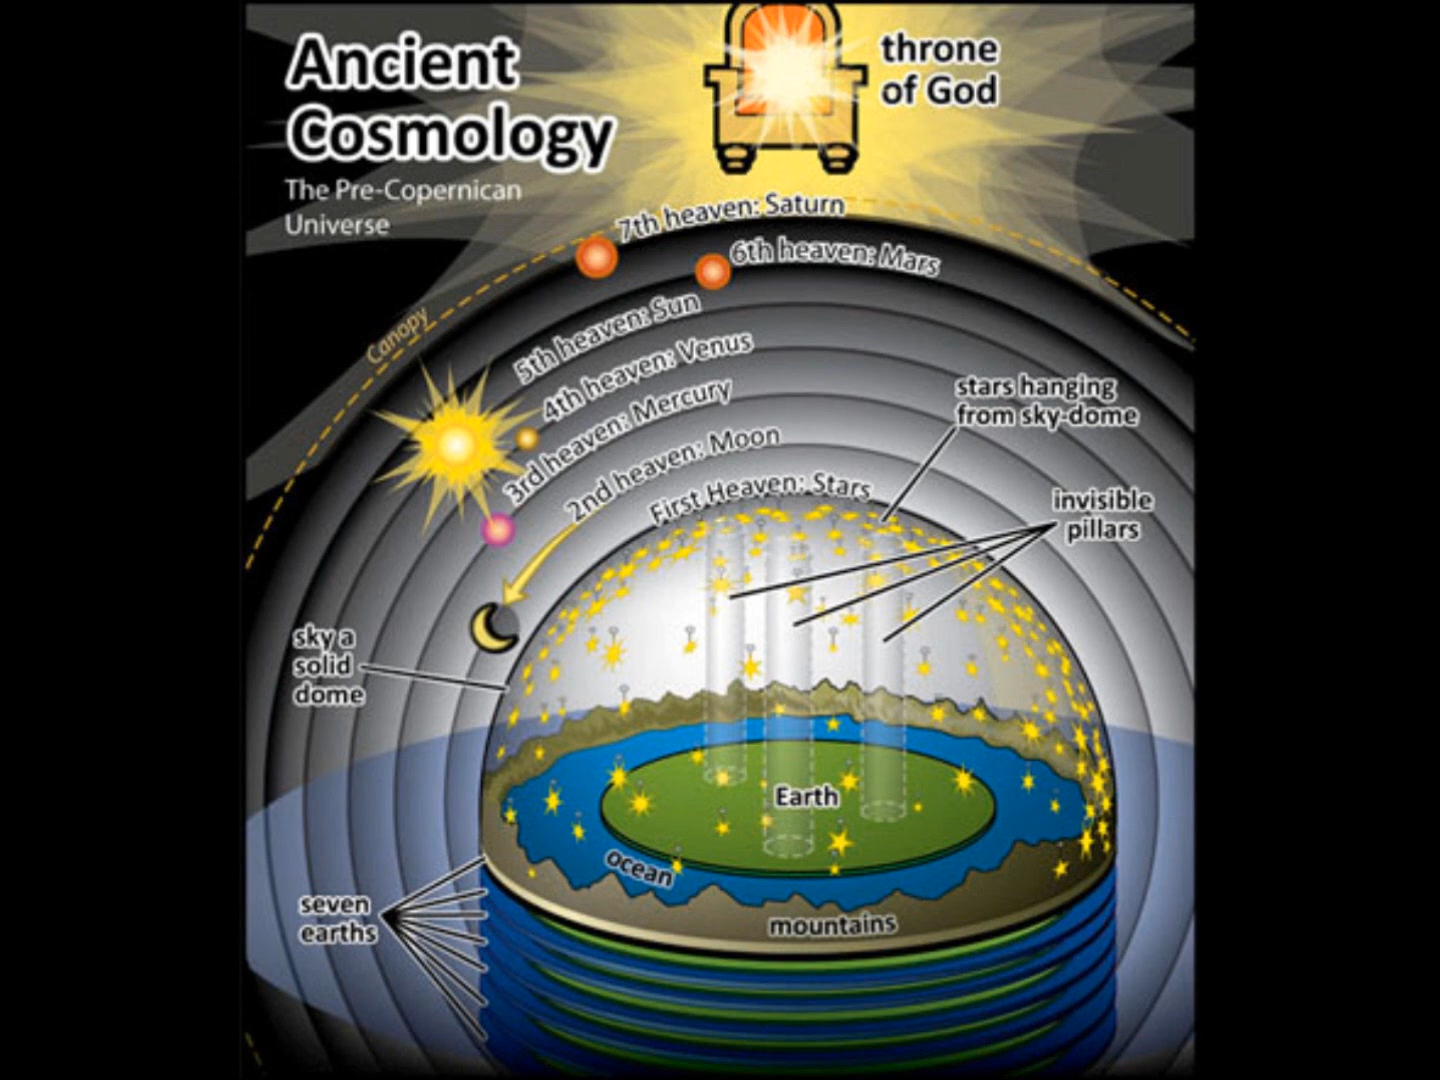 Ancient
Cosmology
The Pre-Copernican
Universe
throne
of God
7th heaven: Saturn
6th heaven: Mars
Canopy
5th heaven: Sun
4th heaven: Venus
3rd heaven: Mercury
2nd heaven: Moon
First Heaven: Stars
stars hanging
from sky-dome
invisible
pillars
sky a
solid
dome
Earth
ocean
mountains
seven
earths